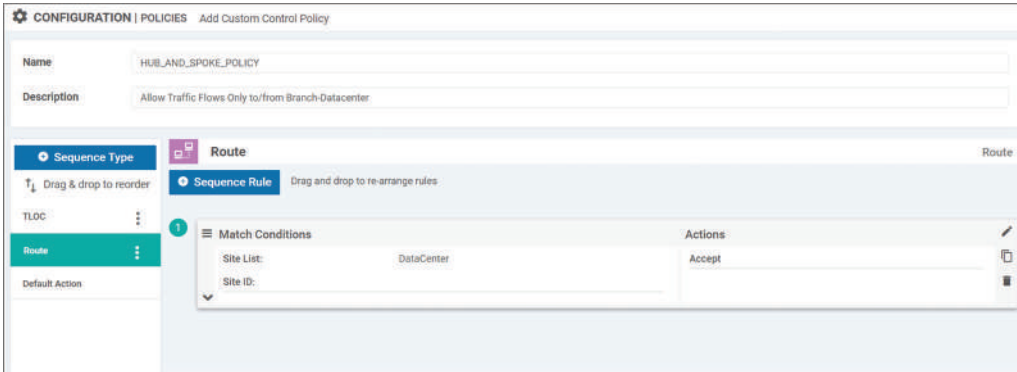 CONFIGURATION | POLICIES Add Custom Control Policy
Name HUB_AND_SPOKE_POLICY
Description Allow Traffic Flows Only to/from Branch-Datacenter
Sequence Type
Drag & drop to reorder
TLOC
Route
Default Action
Route Route
Sequence Rule Drag and drop to re-arrange rules
1
Match Conditions Actions
Site List: DataCenter Accept
Site ID: